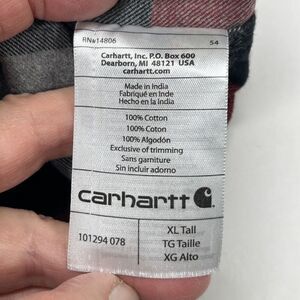 RN#14806 54
Carhartt, Inc. P.O. Box 600
Dearborn, MI 48121 USA
carhartt.com
Made in India
Fabriqué en Inde
Hecho en la India
100% Cotton
100% Coton
100% Algodón
Exclusive of trimming
Sans garniture
Sin incluir adorno
carhartt
101294 078
XL Tall
TG Taille
XG Alto